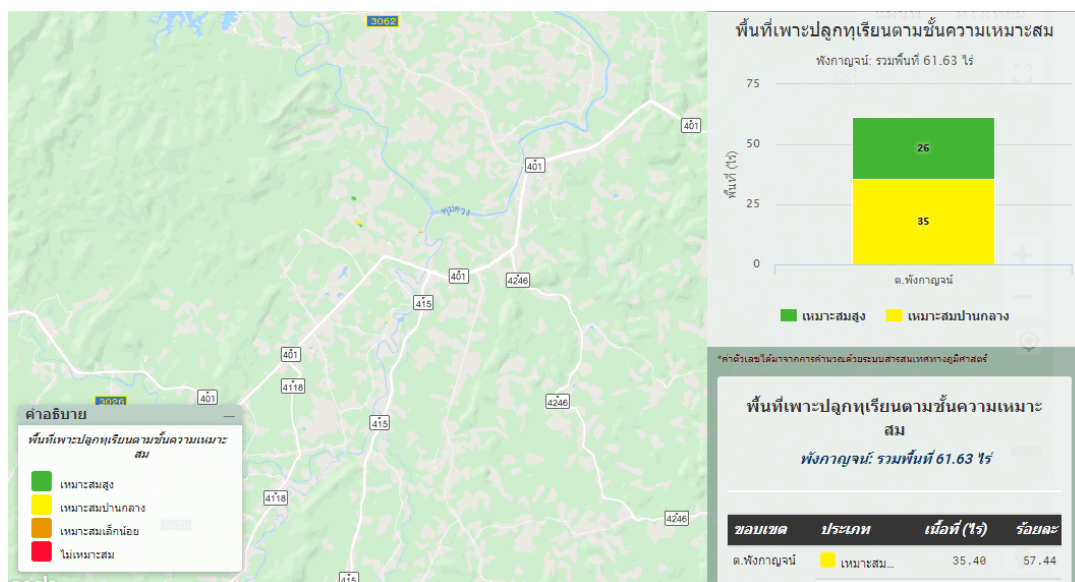 3062
401
401
พุมดวง
401
4246
415
401
4118
401
3026
4246
415
4118
4246
415
คำอธิบาย
พื้นที่เพาะปลูกทุเรียนตามชั้นความเหมาะ
สม
เหมาะสมสูง
เหมาะสมปานกลาง
เหมาะสมเล็กน้อย
ไม่เหมาะสม
พื้นที่เพาะปลูกทุเรียนตามชั้นความเหมาะสม
พังกาญจน์: รวมพื้นที่ 61.63 ไร่
75
50
25
0
พื้นที่ (ไร่)
26
35
ต.พังกาญจน์
เหมาะสมสูง เหมาะสมปานกลาง
*ค่าตัวเลขได้มาจากการคำนวณด้วยระบบสารสนเทศทางภูมิศาสตร์
พื้นที่เพาะปลูกทุเรียนตามชั้นความเหมาะ
สม
พังกาญจน์: รวมพื้นที่ 61.63 ไร่
ขอบเขต ประเภท เนื้อที่ (ไร่) ร้อยละ
ต.พังกาญจน์ เหมาะสม... 35.40 57.44